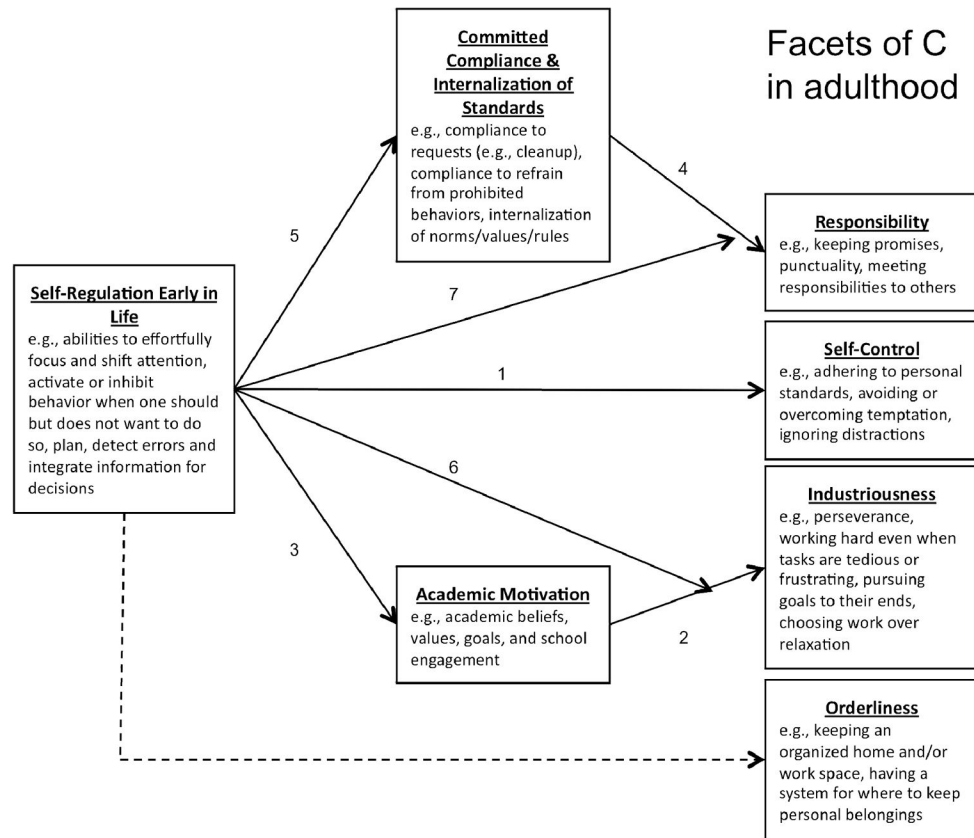 Facets of C
in adulthood
Committed
Compliance &
Internalization of
Standards
e.g., compliance to
requests (e.g., cleanup),
compliance to refrain
from prohibited
behaviors, internalization
of norms/values/rules
4
5
Responsibility
e.g., keeping promises,
punctuality, meeting
responsibilities to others
Self-Regulation Early in
Life
e.g., abilities to effortfully
focus and shift attention,
activate or inhibit
behavior when one should
but does not want to do
so, plan, detect errors and
integrate information for
decisions
7
1
Self-Control
e.g., adhering to personal
standards, avoiding or
overcoming temptation,
ignoring distractions
6
3
Industriousness
e.g., perseverance,
working hard even when
tasks are tedious or
frustrating, pursuing
goals to their ends,
choosing work over
relaxation
Academic Motivation
e.g., academic beliefs,
values, goals, and school
engagement
2
Orderliness
e.g., keeping an
organized home and/or
work space, having a
system for where to keep
personal belongings